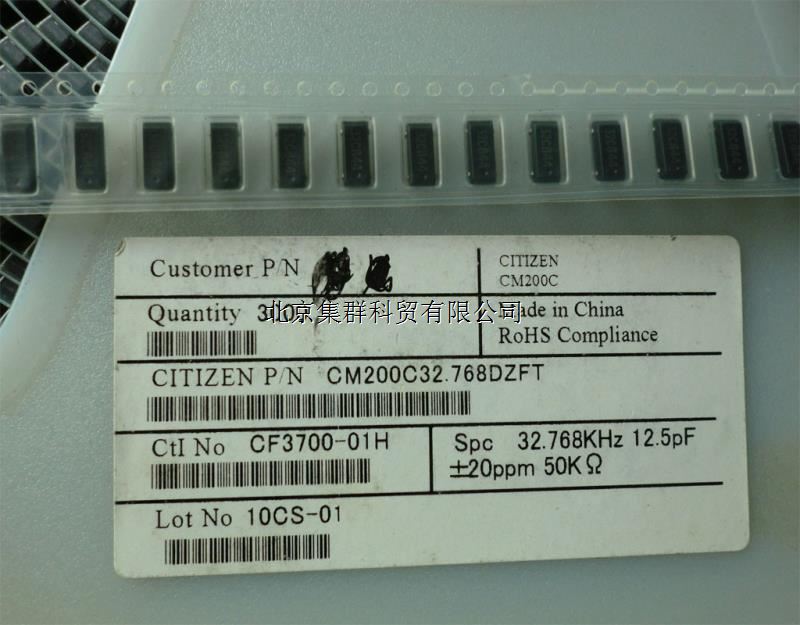 Customer P/N
CITIZEN
CM200C
Quantity
北京集群科贸有限公司
Made in China
RoHS Compliance
CITIZEN P/N CM200C32.768DZFT
CtI No CF3700-01H
Spc 32.768KHz 12.5pF
±20ppm 50KΩ
Lot No 10CS-01